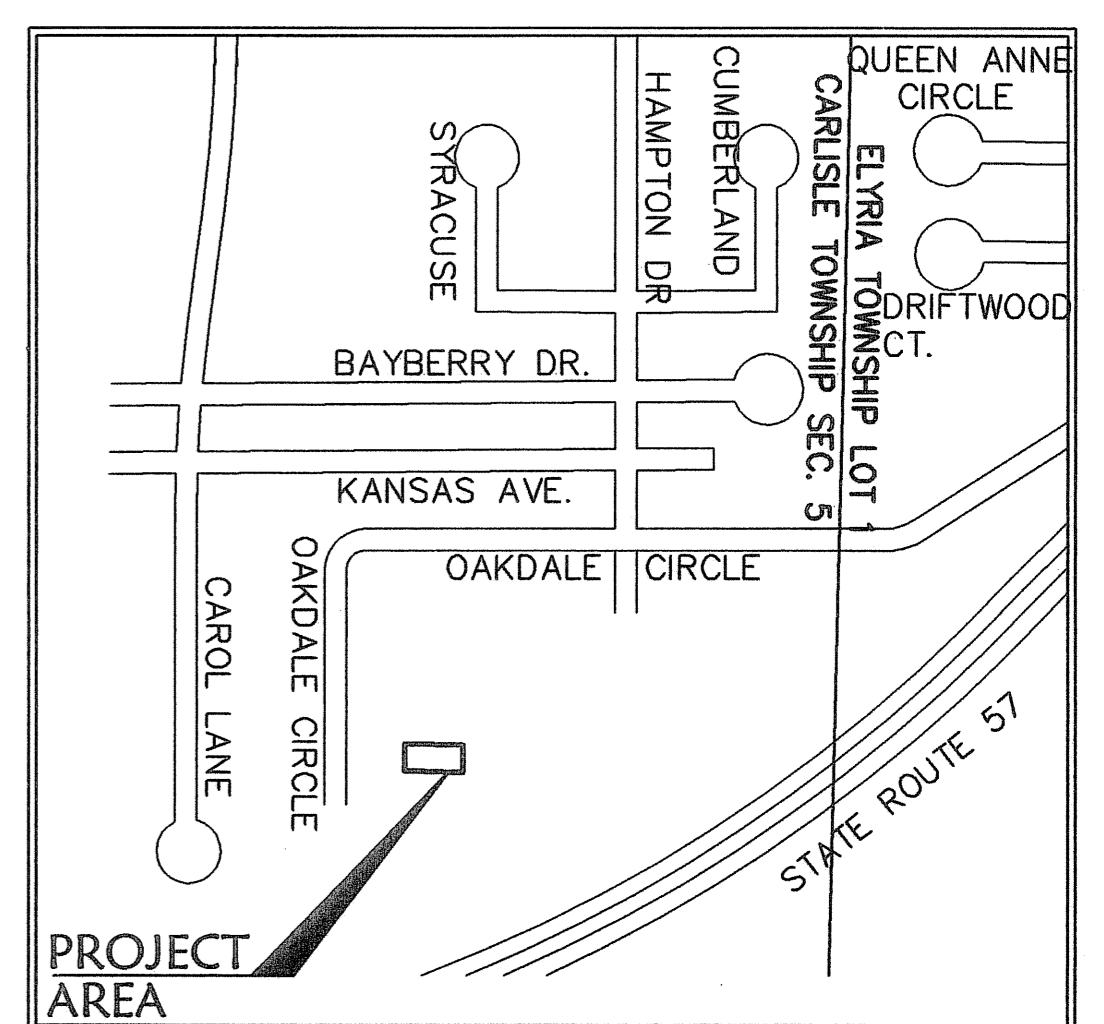 QUEEN ANNE
CIRCLE
CUMBERLAND
HAMPTON DR
CARLISLE TOWNSHIP SEC. 5
ELYRIA TOWNSHIP LOT 1
SYRACUSE
DRIFTWOOD
CT.
BAYBERRY DR.
KANSAS AVE.
OAKDALE CIRCLE
OAKDALE CIRCLE
CAROL LANE
STATE ROUTE 57
PROJECT
AREA